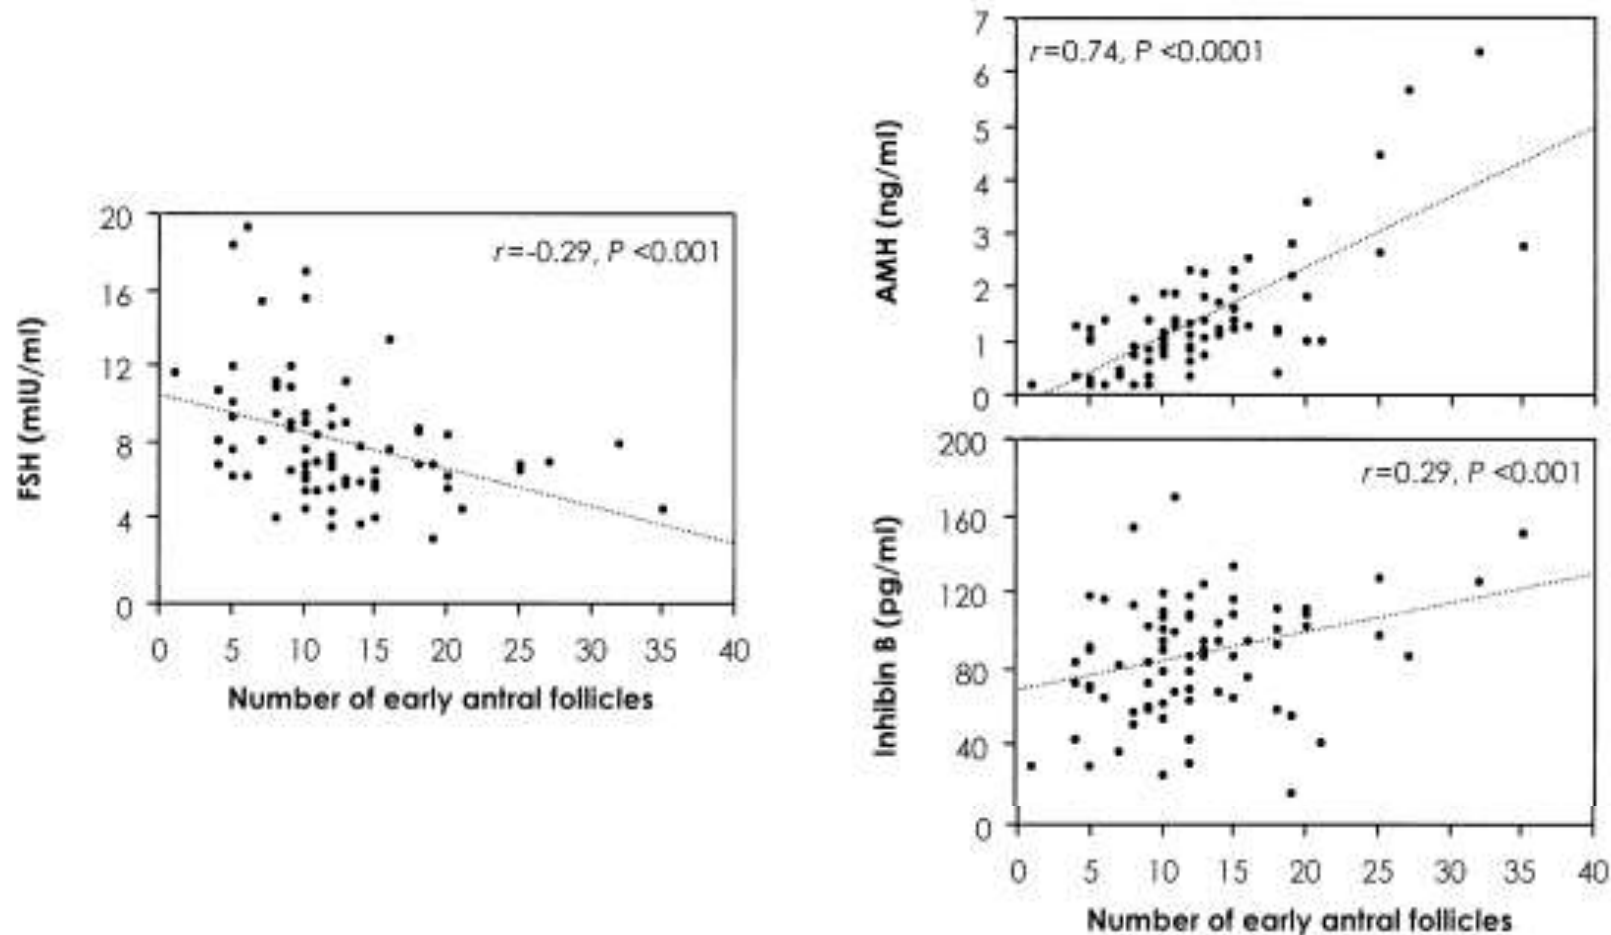 20
16
12
8
4
0
FSH (mIU/ml)
r=-0.29, P <0.001
0 5 10 15 20 25 30 35 40
Number of early antral follicles
7
6
5
4
3
2
1
0
AMH (ng/ml)
r=0.74, P <0.0001
200
160
120
80
40
0
Inhibin B (pg/ml)
r=0.29, P <0.001
0 5 10 15 20 25 30 35 40
Number of early antral follicles